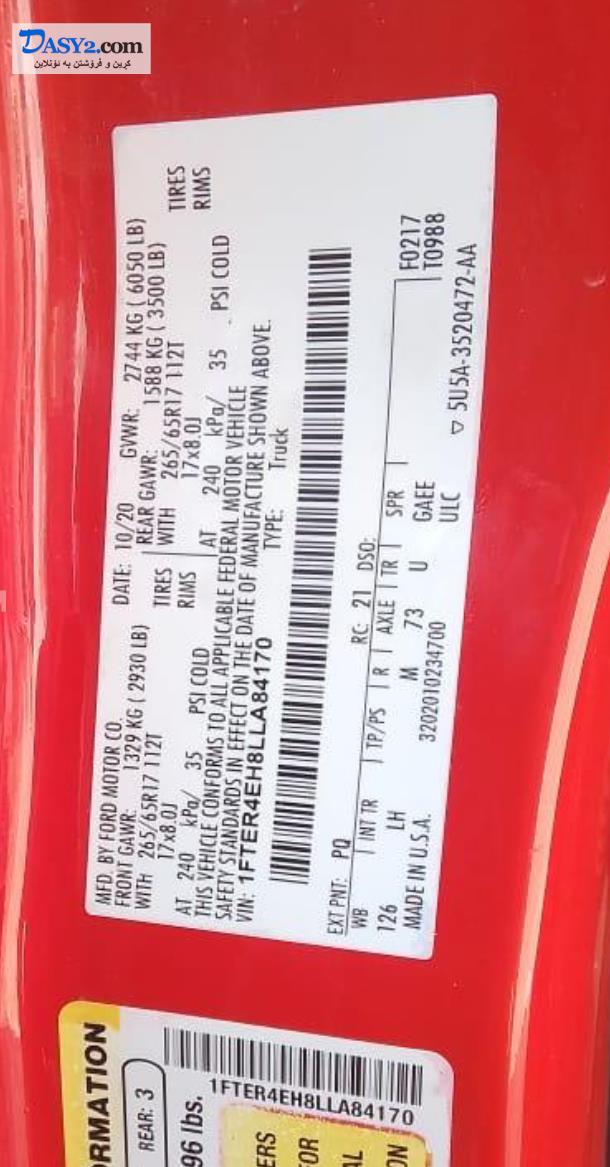 DASY2.com
کڕین و فرۆشتن بە ئۆنلاین
MFD. BY FORD MOTOR CO.
DATE: 10/20 GVWR: 2744 KG ( 6050 LB)
FRONT GAWR: 1329 KG ( 2930 LB)
REAR GAWR: 1588 KG ( 3500 LB)
WITH 265/65R17 112T TIRES
WITH 265/65R17 112T TIRES
17x8.0J RIMS
17x8.0J RIMS
AT 240 kPa/ 35 PSI COLD
AT 240 kPa/ 35 PSI COLD
THIS VEHICLE CONFORMS TO ALL APPLICABLE FEDERAL MOTOR VEHICLE
SAFETY STANDARDS IN EFFECT ON THE DATE OF MANUFACTURE SHOWN ABOVE.
VIN: 1FTER4EH8LLA84170 TYPE: Truck
EXT PNT: PQ RC: 21 DSO:
WB INT TR TP/PS R AXLE TR SPR F0217
126 LH M 73 U GAEE T0988
MADE IN U.S.A. 3202010234700 ULC
▽ 5U5A-3520472-AA
RMATION
REAR: 3
1FTER4EH8LLA84170
96 lbs.
ERS
OR
AL
ON